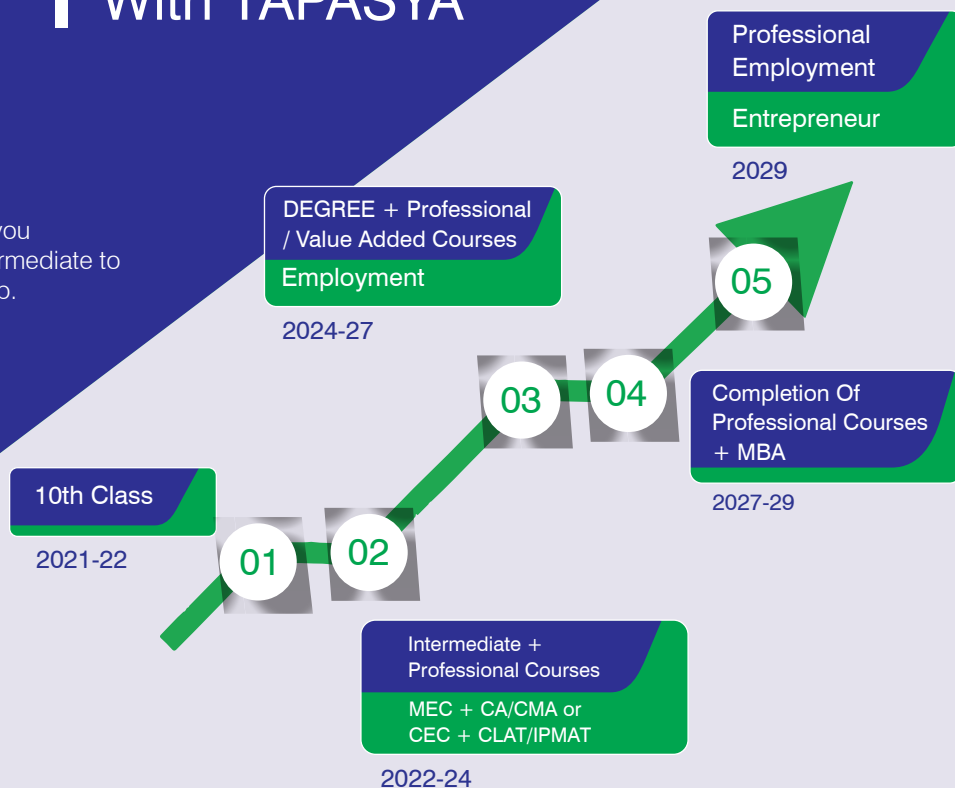 With TAPASYA
Professional
Employment
Entrepreneur
2029
DEGREE + Professional
/ Value Added Courses
Employment
2024-27
to
05
03
04
Completion Of
Professional Courses
+ MBA
2027-29
10th Class
2021-22
01
02
Intermediate +
Professional Courses
MEC + CA/CMA or
CEC + CLAT/IPMAT
2022-24